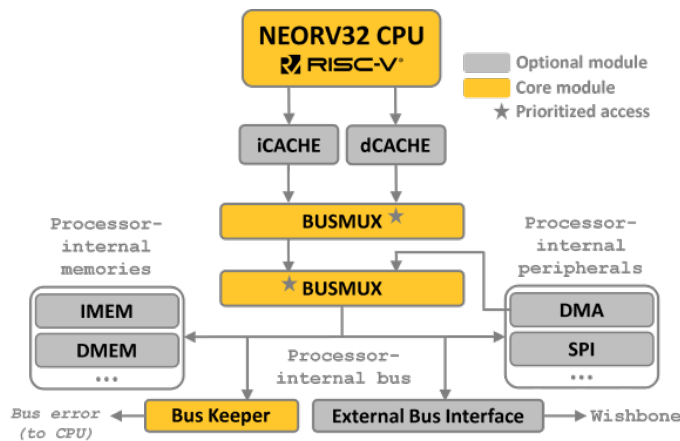 NEORV32 CPU
RISC-V®
Optional module
Core module
Prioritized access
iCACHE
dCACHE
BUSMUX
Processor-
internal
memories
Processor-
internal
peripherals
BUSMUX
IMEM
DMEM
...
DMA
SPI
...
Processor-
internal bus
Bus error
(to CPU)
Bus Keeper
External Bus Interface
Wishbone